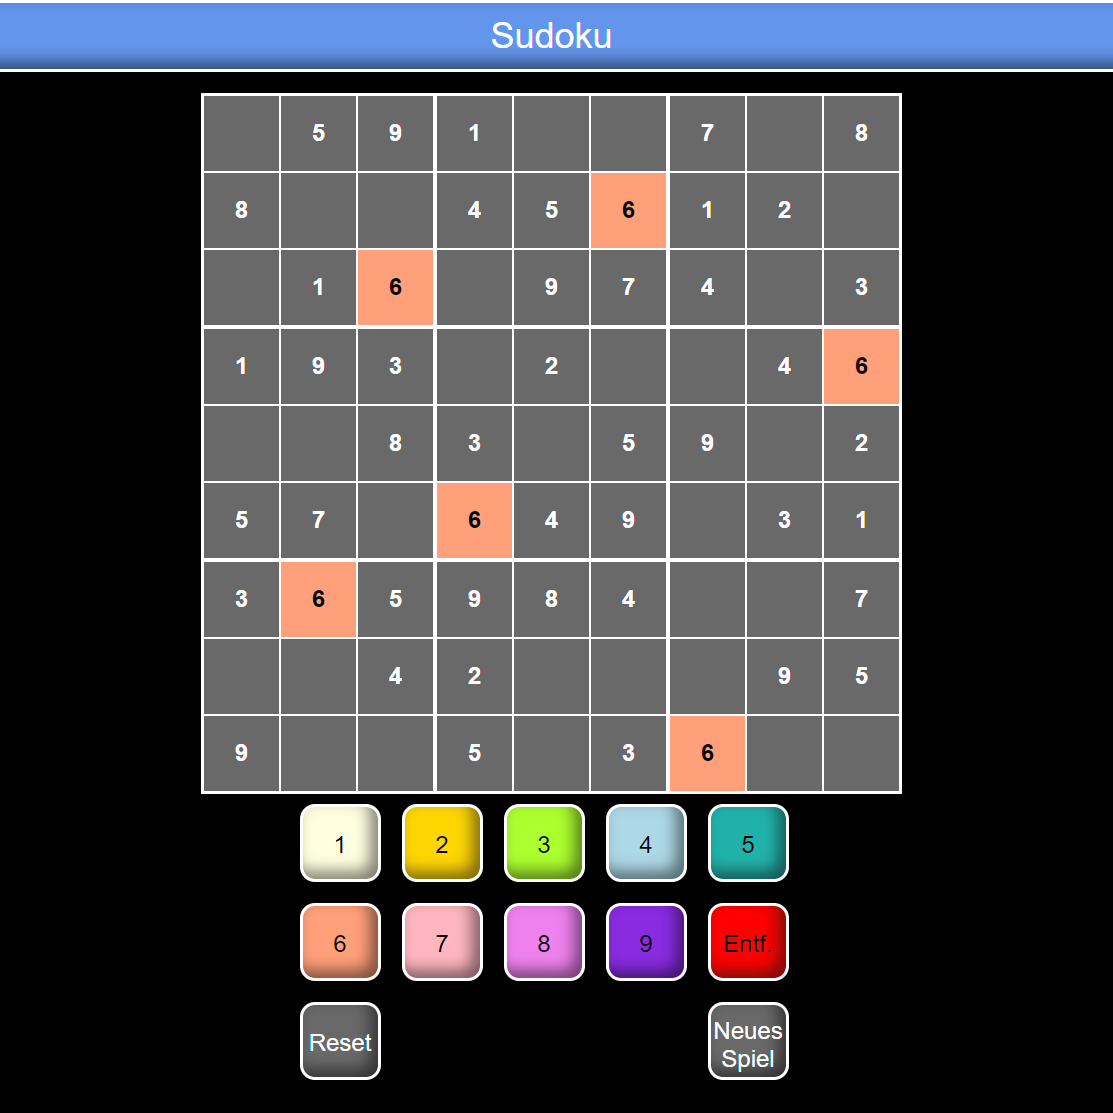 Sudoku
5 9 1 7 8
8 4 5 6 1 2
1 6 9 7 4 3
1 9 3 2 4 6
8 3 5 9 2
5 7 6 4 9 3 1
3 6 5 9 8 4 7
4 2 9 5
9 5 3 6
1 2 3 4 5
6 7 8 9 Entf.
Reset Neues
Spiel